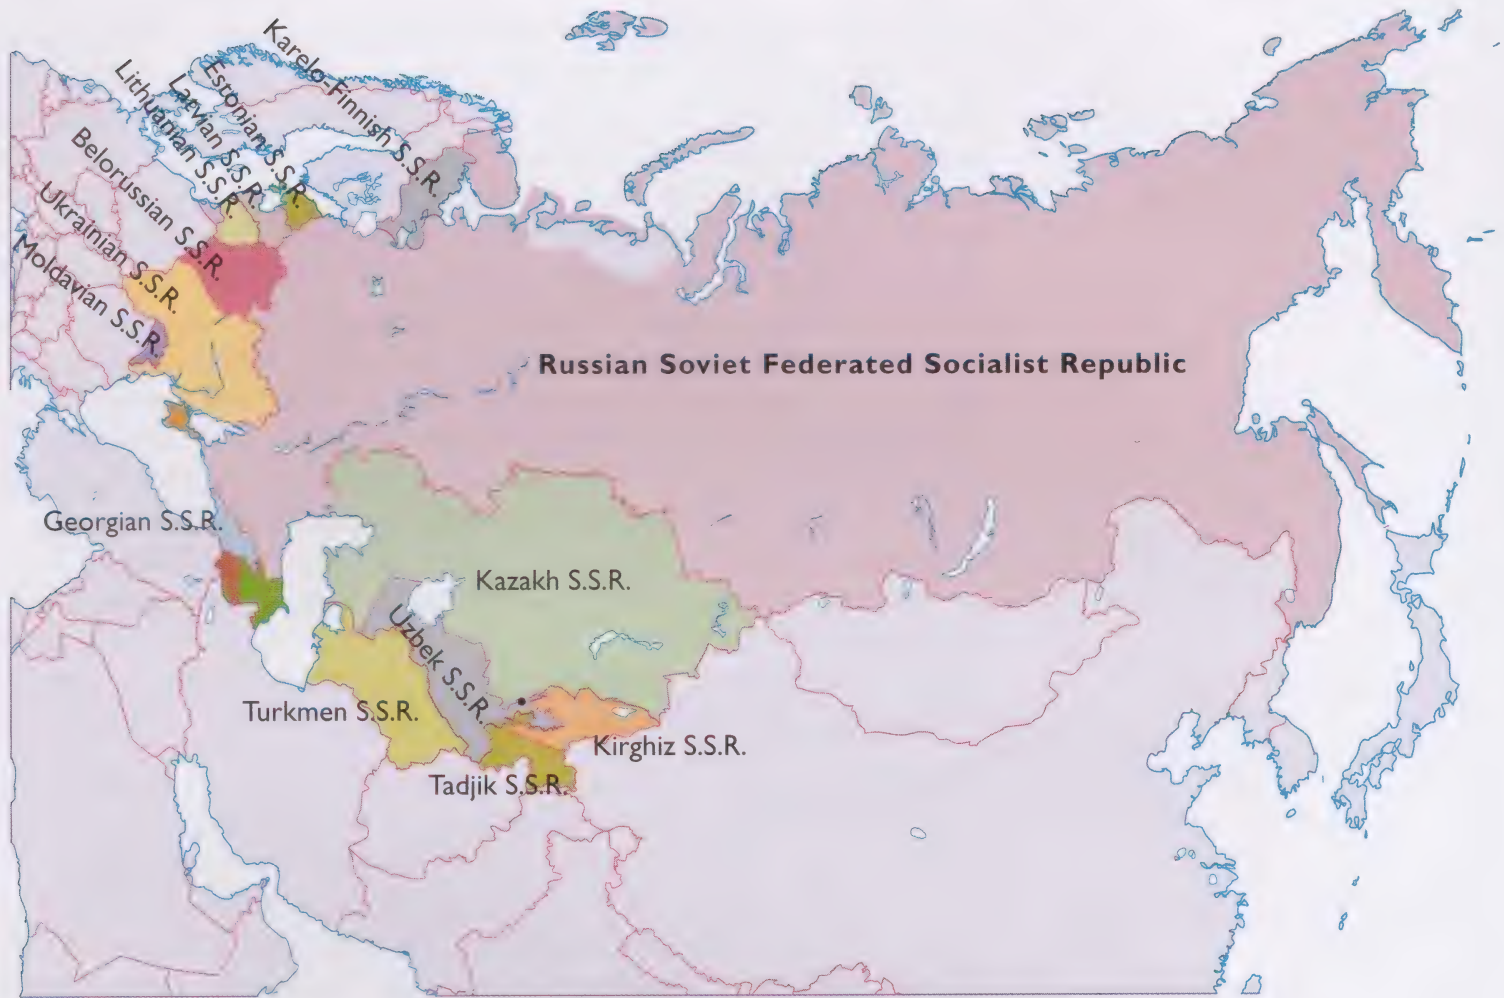 Karelo-Finnish S.S.R.
Estonian S.S.R.
Latvian S.S.R.
Lithuanian S.S.R.
Belorussian S.S.R.
Ukrainian S.S.R.
Moldavian S.S.R.
Russian Soviet Federated Socialist Republic
Georgian S.S.R.
Kazakh S.S.R.
Uzbek S.S.R.
Turkmen S.S.R.
Kirghiz S.S.R.
Tadjik S.S.R.